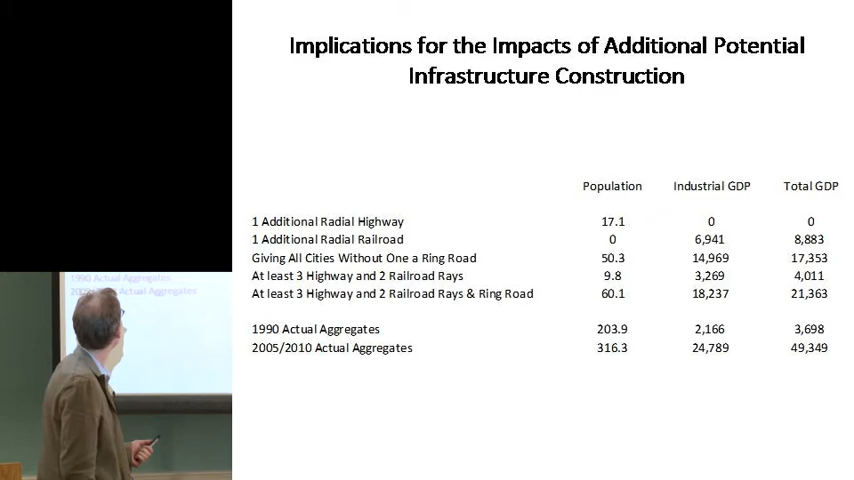 Implications for the Impacts of Additional Potential
Infrastructure Construction
Population Industrial GDP Total GDP
1 Additional Radial Highway 17.1 0 0
1 Additional Radial Railroad 0 6,941 8,883
Giving All Cities Without One a Ring Road 50.3 14,969 17,353
At least 3 Highway and 2 Railroad Rays 9.8 3,269 4,011
At least 3 Highway and 2 Railroad Rays & Ring Road 60.1 18,237 21,363
1990 Actual Aggregates 203.9 2,166 3,698
2005/2010 Actual Aggregates 316.3 24,789 49,349
1990 Actual Aggregates
2005/2010 Actual Aggregates